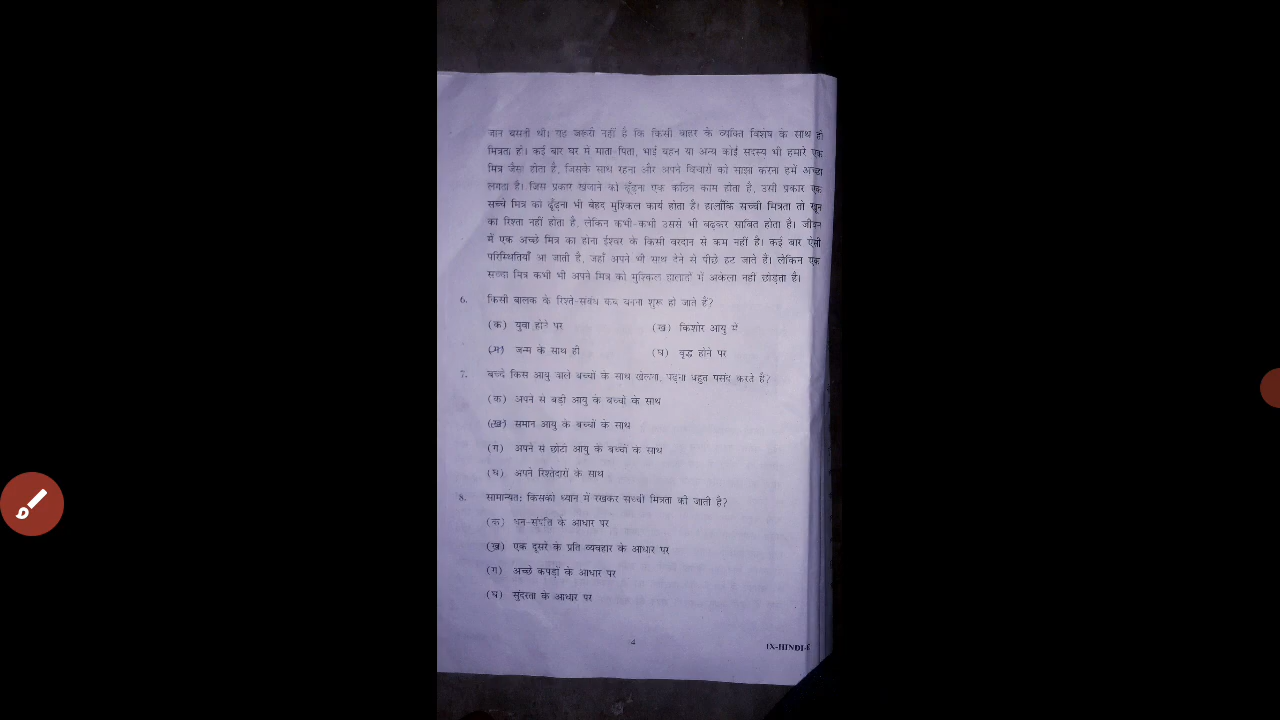 जान बसती थी। यह जरूरी नहीं है कि किसी बाहर के व्यक्ति विशेष के साथ ही
मित्रता हो। कई बार घर में माता-पिता, भाई बहन या अन्य कोई सदस्य भी हमारे एक
मित्र जैसा होता है, जिसके साथ रहना और अपने विचारों को साझा करना हमें अच्छा
लगता है। जिस प्रकार खजाने को ढूँढ़ना एक कठिन काम होता है, उसी प्रकार एक
सच्चे मित्र को ढूँढ़ना भी बेहद मुश्किल कार्य होता है। हालाँकि सच्ची मित्रता तो खून
का रिश्ता नहीं होता है, लेकिन कभी-कभी उससे भी बढ़कर साबित होता है। जीवन
में एक अच्छे मित्र का होना ईश्वर के किसी वरदान से कम नहीं है। कई बार ऐसी
परिस्थितियाँ आ जाती है, जहाँ अपने भी साथ देने से पीछे हट जाते है। लेकिन एक
सच्चा मित्र कभी भी अपने मित्र को मुश्किल हालातों में अकेला नहीं छोड़ता है।
6. किसी बालक के रिश्ते-संबंध कब बनना शुरू हो जाते हैं?
(क) युवा होने पर (ख) किशोर आयु में
(ग) जन्म के साथ ही (घ) वृद्ध होने पर
7. बच्चे किस आयु वाले बच्चों के साथ खेलना, पढ़ना बहुत पसंद करते है?
(क) अपने से बड़ी आयु के बच्चों के साथ
(ख) समान आयु के बच्चों के साथ
(ग) अपने से छोटी आयु के बच्चों के साथ
(घ) अपने रिश्तेदारों के साथ
8. सामान्यत: किसको ध्यान में रखकर सच्ची मित्रता की जाती है?
(क) धन-संपत्ति के आधार पर
(ख) एक दूसरे के प्रति व्यवहार के आधार पर
(ग) अच्छे कपड़ों के आधार पर
(घ) सुंदरता के आधार पर
4
IX-HINDI-